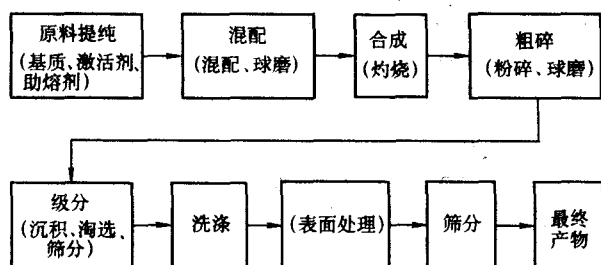 原料提纯
(基质、激活剂、
助熔剂)
混配
(混配、球磨)
合成
(灼烧)
粗碎
(粉碎、球磨)
级分
(沉积、淘选、
筛分)
洗涤
(表面处理)
筛分
最终
产物